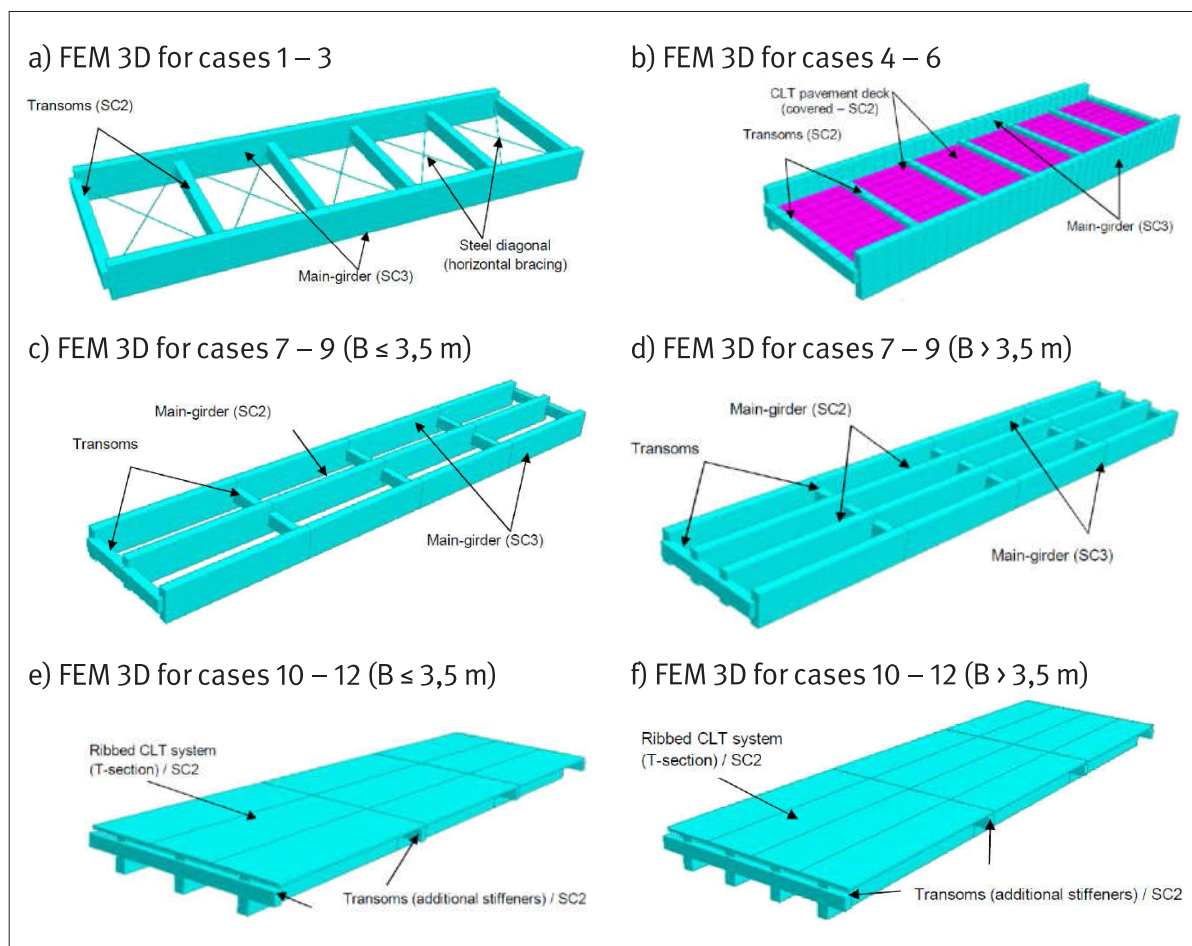 a) FEM 3D for cases 1 – 3
Transoms (SC2)
Steel diagonal
(horizontal bracing)
Main-girder (SC3)
b) FEM 3D for cases 4 – 6
CLT pavement deck
(covered – SC2)
Transoms (SC2)
Main-girder (SC3)
c) FEM 3D for cases 7 – 9 (B ≤ 3,5 m)
Main-girder (SC2)
Transoms
Main-girder (SC3)
d) FEM 3D for cases 7 – 9 (B > 3,5 m)
Main-girder (SC2)
Transoms
Main-girder (SC3)
e) FEM 3D for cases 10 – 12 (B ≤ 3,5 m)
Ribbed CLT system
(T-section) / SC2
Transoms (additional stiffeners) / SC2
f) FEM 3D for cases 10 – 12 (B > 3,5 m)
Ribbed CLT system
(T-section) / SC2
Transoms (additional stiffeners) / SC2